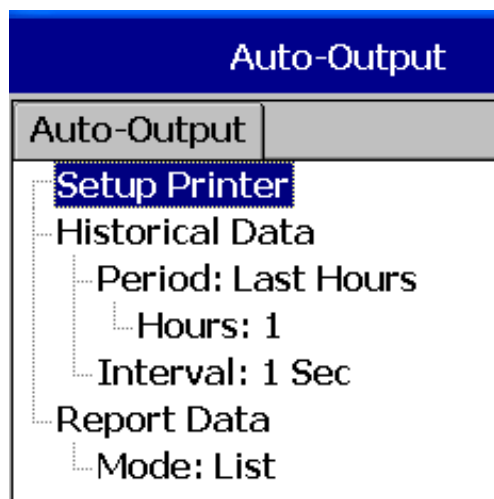 Auto-Output
Auto-Output
Setup Printer
Historical Data
Period: Last Hours
Hours: 1
Interval: 1 Sec
Report Data
Mode: List